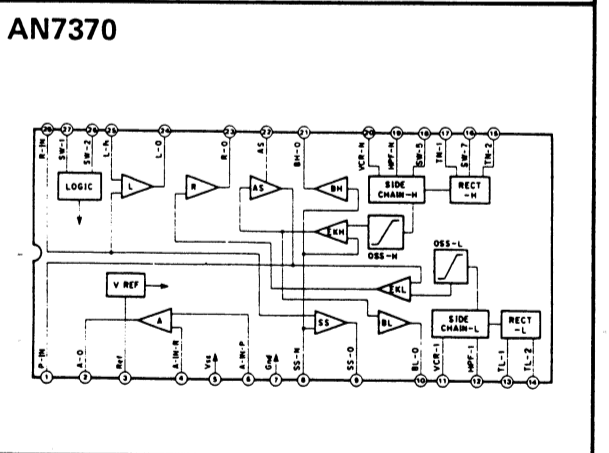 AN7370
28 27 26 25 24 23 22 21 20 19 18 17 16 15
R-IN SW-1 SW-2 L-h L-O R-O AS BH-O VCR-N HPF-N SW-5 TN-1 SW-7 TN-2
LOGIC L R AS BH SIDE CHAIN-H RECT -H
EKH
OSS-H
OSS-L
V REF
EKL
A SS BL SIDE CHAIN-L RECT -L
P-IN A-O Ref A-IN-R Vss A-IN-P Gnd SS-N SS-O BL-O VCR-1 HPF-1 TL-1 TL-2
1 2 3 4 5 6 7 8 9 10 11 12 13 14